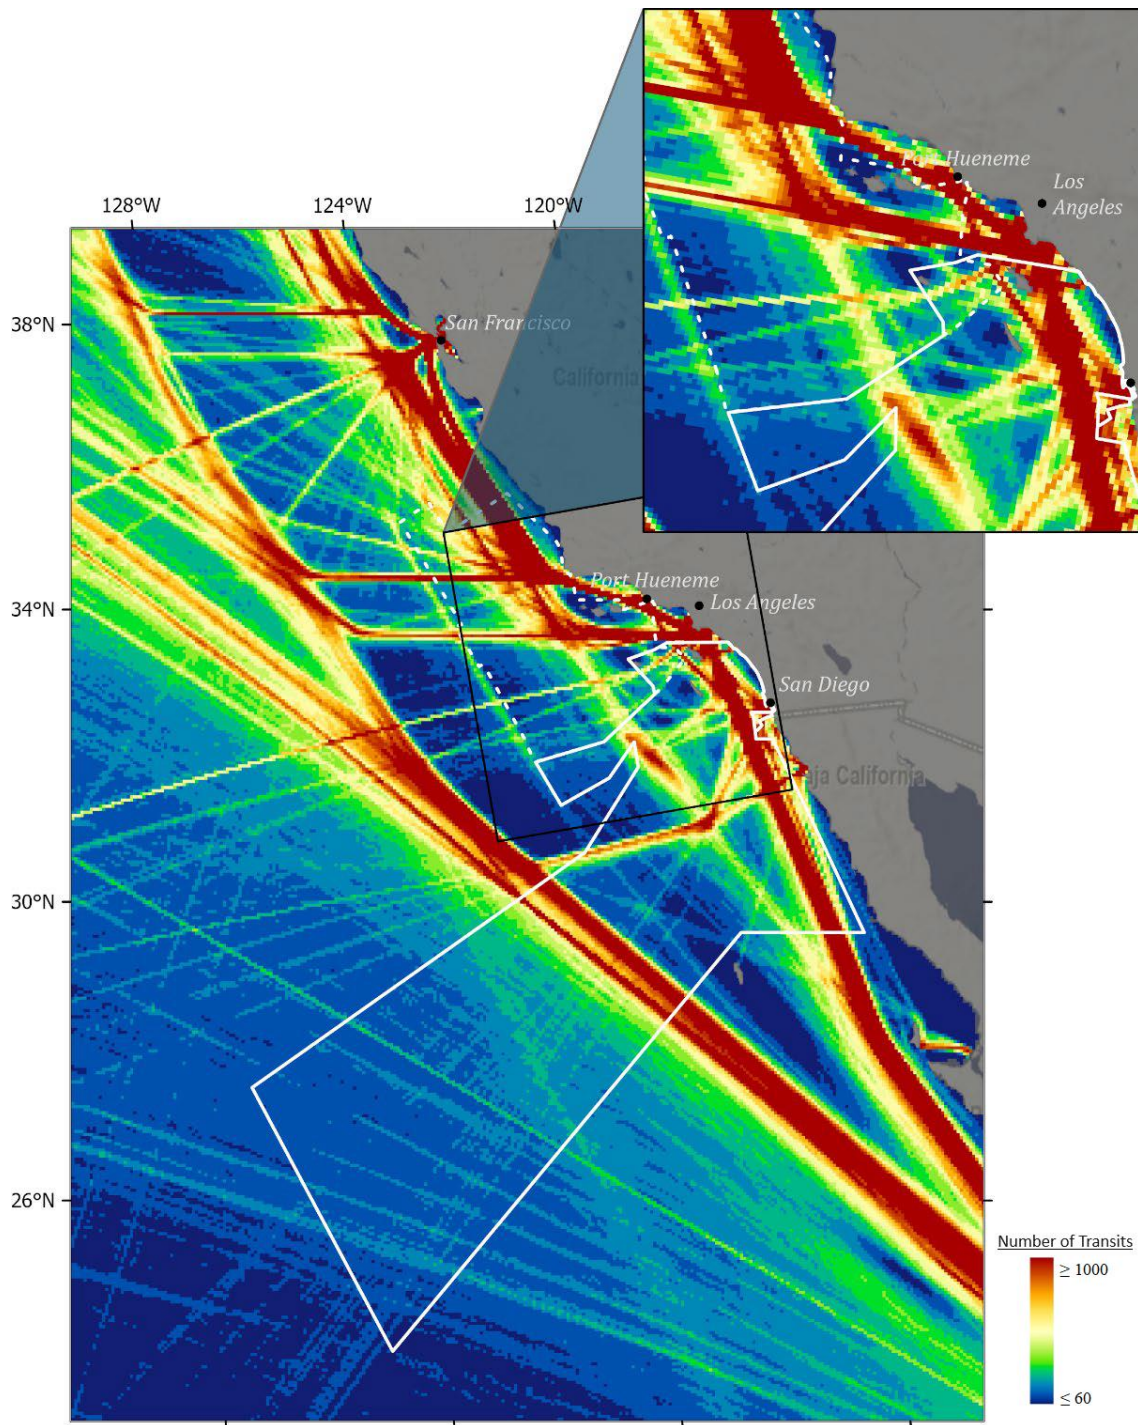 Port Hueneme
Los
Angeles
128°W
124°W
120°W
38°N
San Francisco
California
34°N
Port Hueneme
Los Angeles
San Diego
aja California
30°N
26°N
Number of Transits
≥ 1000
≤ 60